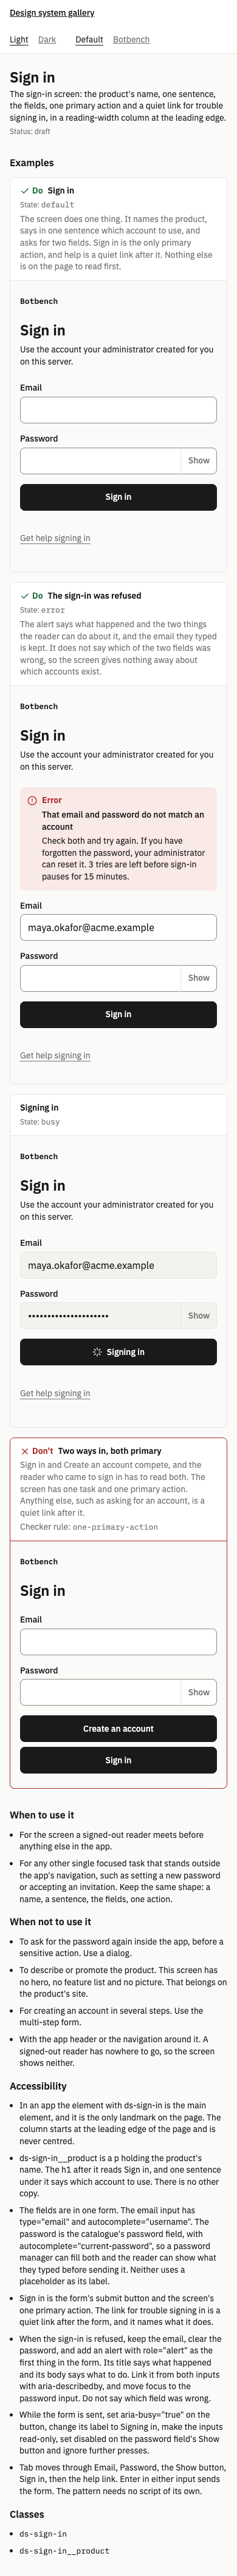 Design system gallery
Light Dark Default Botbench
Sign in
The sign-in screen: the product's name, one sentence,
the fields, one primary action and a quiet link for trouble
signing in, in a reading-width column at the leading edge.
Status: draft
Examples
Do Sign in
State: default
The screen does one thing. It names the product,
says in one sentence which account to use, and
asks for two fields. Sign in is the only primary
action, and help is a quiet link after it. Nothing else
is on the page to read first.
Botbench
Sign in
Use the account your administrator created for you
on this server.
Email
Password
Show
Sign in
Get help signing in
Do The sign-in was refused
State: error
The alert says what happened and the two things
the reader can do about it, and the email they typed
is kept. It does not say which of the two fields was
wrong, so the screen gives nothing away about
which accounts exist.
Botbench
Sign in
Use the account your administrator created for you
on this server.
Error
That email and password do not match an
account
Check both and try again. If you have
forgotten the password, your administrator
can reset it. 3 tries are left before sign-in
pauses for 15 minutes.
Email
maya.okafor@acme.example
Password
Show
Sign in
Get help signing in
Signing in
State: busy
Botbench
Sign in
Use the account your administrator created for you
on this server.
Email
maya.okafor@acme.example
Password
Show
Signing in
Get help signing in
Don't Two ways in, both primary
Sign in and Create an account compete, and the
reader who came to sign in has to read both. The
screen has one task and one primary action.
Anything else, such as asking for an account, is a
quiet link after it.
Checker rule: one-primary-action
Botbench
Sign in
Email
Password
Show
Create an account
Sign in
When to use it
• For the screen a signed-out reader meets before
anything else in the app.
• For any other single focused task that stands outside
the app's navigation, such as setting a new password
or accepting an invitation. Keep the same shape: a
name, a sentence, the fields, one action.
When not to use it
• To ask for the password again inside the app, before a
sensitive action. Use a dialog.
• To describe or promote the product. This screen has
no hero, no feature list and no picture. That belongs on
the product's site.
• For creating an account in several steps. Use the
multi-step form.
• With the app header or the navigation around it. A
signed-out reader has nowhere to go, so the screen
shows neither.
Accessibility
• In an app the element with ds-sign-in is the main
element, and it is the only landmark on the page. The
column starts at the leading edge of the page and is
never centred.
• ds-sign-in__product is a p holding the product's
name. The h1 after it reads Sign in, and one sentence
under it says which account to use. There is no other
copy.
• The fields are in one form. The email input has
type="email" and autocomplete="username". The
password is the catalogue's password field, with
autocomplete="current-password", so a password
manager can fill both and the reader can show what
they typed before sending it. Neither uses a
placeholder as its label.
• Sign in is the form's submit button and the screen's
one primary action. The link for trouble signing in is a
quiet link after the form, and it names what it does.
• When the sign-in is refused, keep the email, clear the
password, and add an alert with role="alert" as the
first thing in the form. Its title says what happened
and its body says what to do. Link it from both inputs
with aria-describedby, and move focus to the
password input. Do not say which field was wrong.
• While the form is sent, set aria-busy="true" on the
button, change its label to Signing in, make the inputs
read-only, set disabled on the password field's Show
button and ignore further presses.
• Tab moves through Email, Password, the Show button,
Sign in, then the help link. Enter in either input sends
the form. The pattern needs no script of its own.
Classes
• ds-sign-in
• ds-sign-in__product